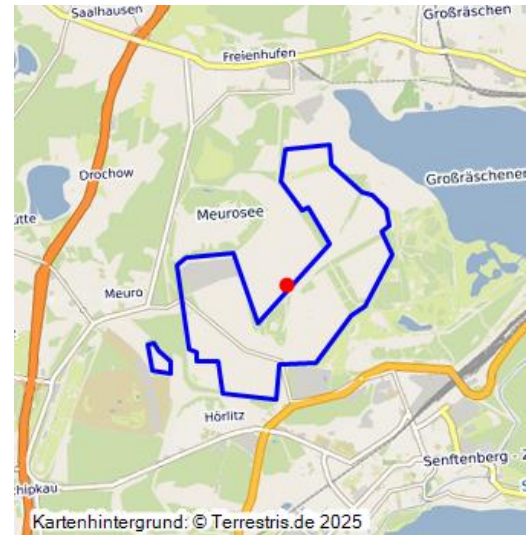 Saalhausen
Großräschen
Freienhufen
Drochow
Großräschener
Meurosee
ütte
Meuro
Hörlitz
Senftenberg - Z
chipkau
S
Kartenhintergrund: © Terrestris.de 2025